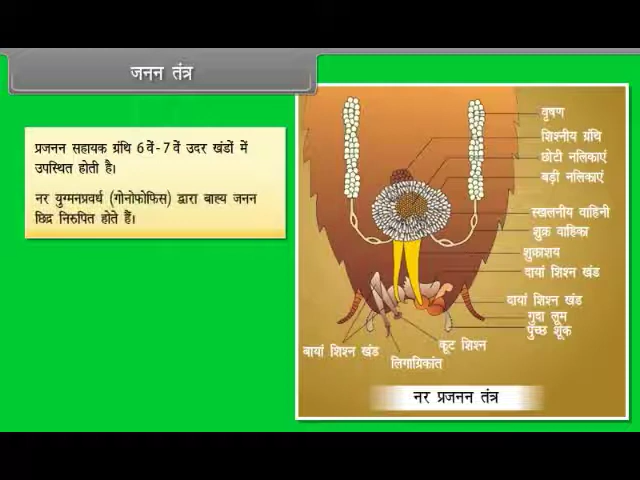 जनन तंत्र
प्रजनन सहायक ग्रंथि 6 वें - 7 वें उदर खंडों में
उपस्थित होती है।
नर युग्मनप्रवर्ध (गोनोफोफिस) द्वारा बाह्य जनन
छिद्र निरुपित होते हैं।
वृषण
शिश्नीय ग्रंथि
छोटी नलिकाएं
बड़ी नलिकाएं
स्खलनीय वाहिनी
शुक्र वाहिका
शुक्राशय
दायां शिश्न खंड
दायां शिश्न खंड
गुदा लूम
पुच्छ शूक
कूट शिश्न
बायां शिश्न खंड
लिंगाग्रिकांत
नर प्रजनन तंत्र